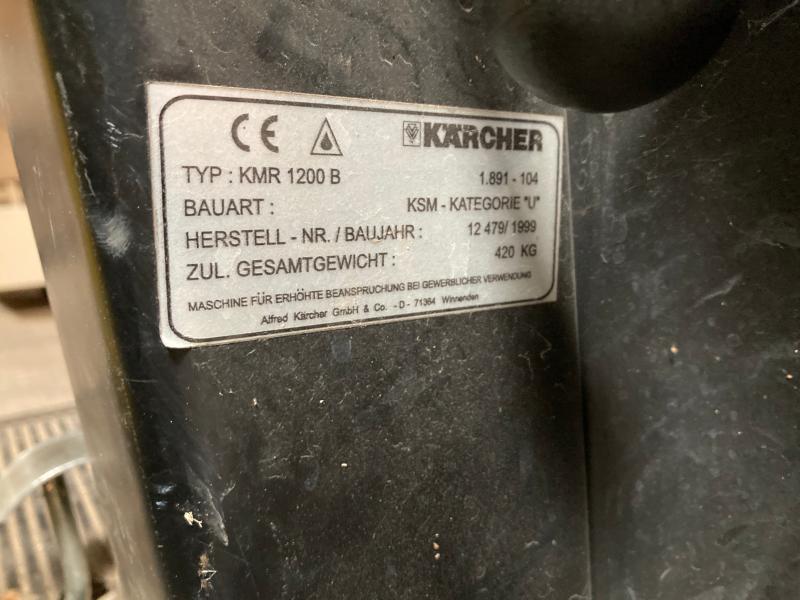 CE KÄRCHER
TYP : KMR 1200 B 1.891 - 104
BAUART : KSM - KATEGORIE "U"
HERSTELL - NR. / BAUJAHR : 12 479/ 1999
ZUL. GESAMTGEWICHT : 420 KG
MASCHINE FÜR ERHÖHTE BEANSPRUCHUNG BEI GEWERBLICHER VERWENDUNG
Alfred Kärcher GmbH & Co. - D - 71364 Winnenden